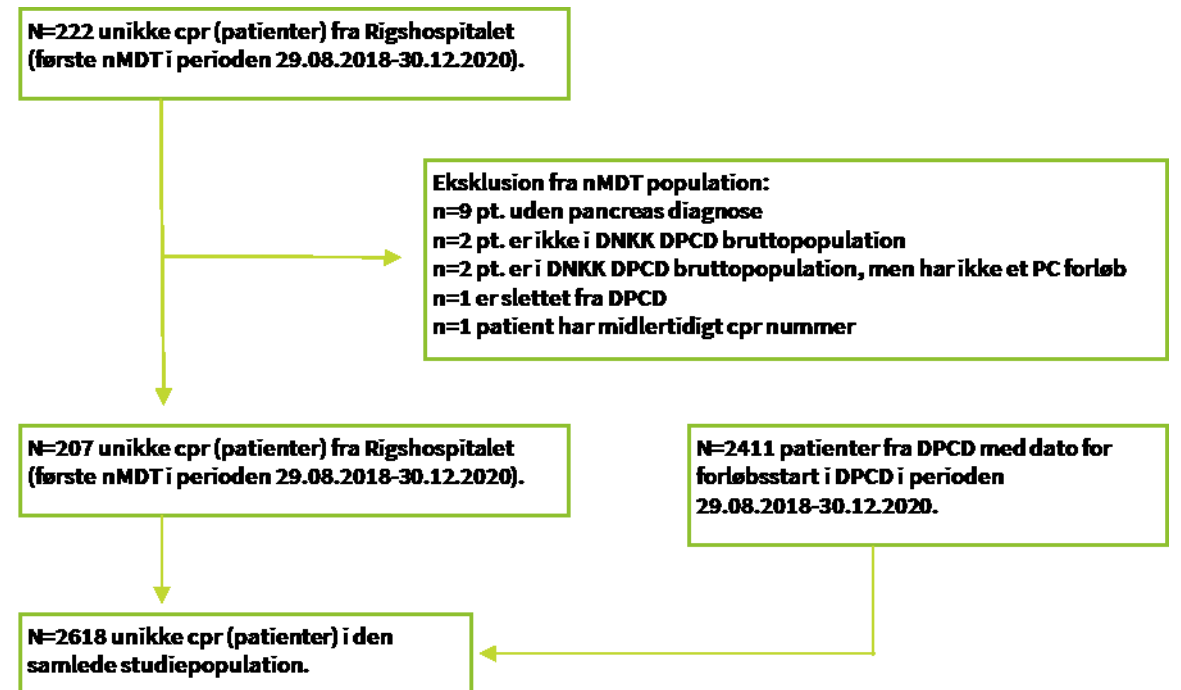 N=222 unikke cpr (patienter) fra Rigshospitalet
(første nMDT i perioden 29.08.2018-30.12.2020).
Eksklusion fra nMDT population:
n=9 pt. uden pancreas diagnose
n=2 pt. er ikke i DNKK DPCD bruttopopulation
n=2 pt. er i DNKK DPCD bruttopopulation, men har ikke et PC forløb
n=1 er slettet fra DPCD
n=1 patient har midlertidigt cpr nummer
N=207 unikke cpr (patienter) fra Rigshospitalet
(første nMDT i perioden 29.08.2018-30.12.2020).
N=2411 patienter fra DPCD med dato for
forløbsstart i DPCD i perioden
29.08.2018-30.12.2020.
N=2618 unikke cpr (patienter) i den
samlede studiepopulation.